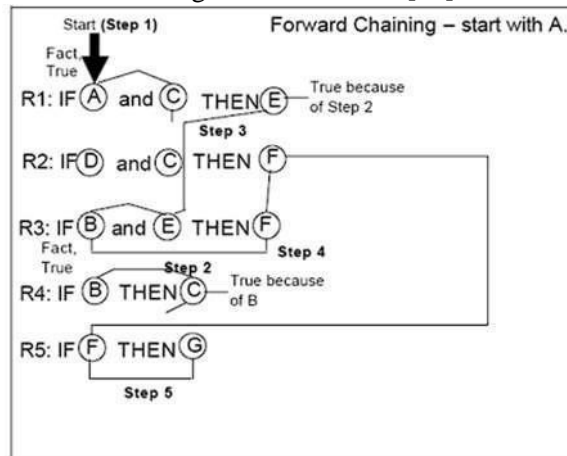 Start (Step 1)
Forward Chaining – start with A.
Fact,
True
R1: IF A and C THEN E
True because
of Step 2
Step 3
R2: IF D and C THEN F
R3: IF B and E THEN F
Fact,
True
Step 4
Step 2
R4: IF B THEN C
True because
of B
R5: IF F THEN G
Step 5